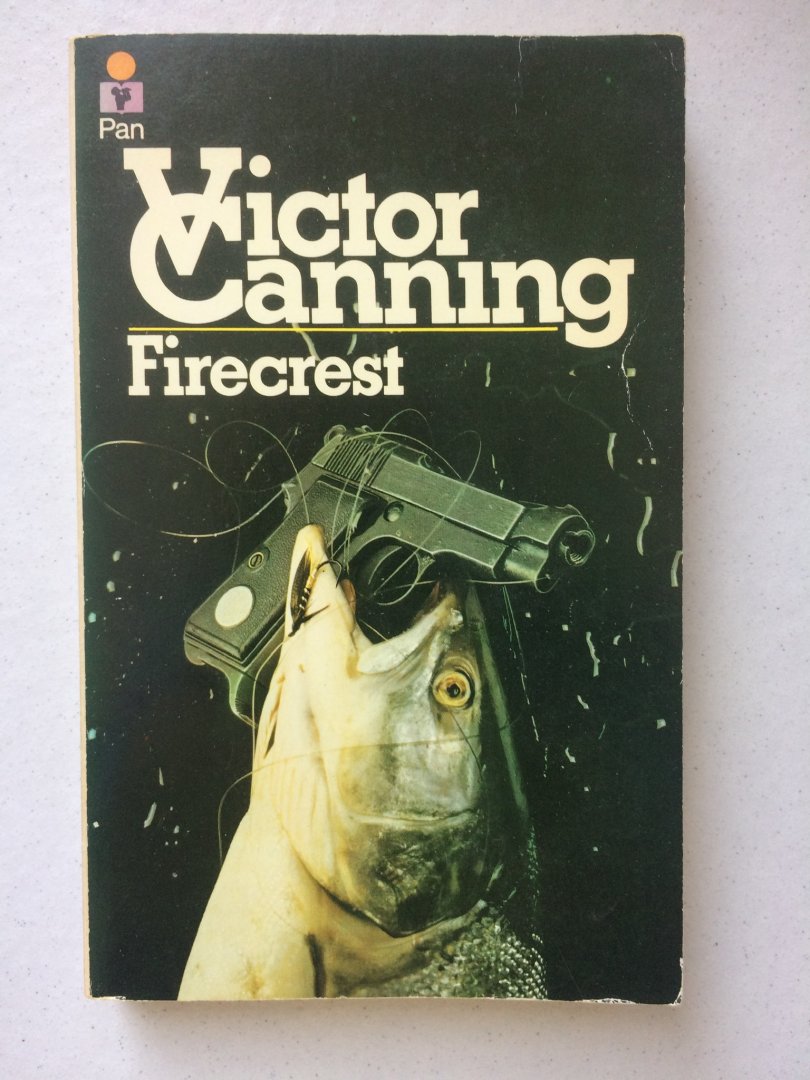 Pan
Victor
Canning
Firecrest